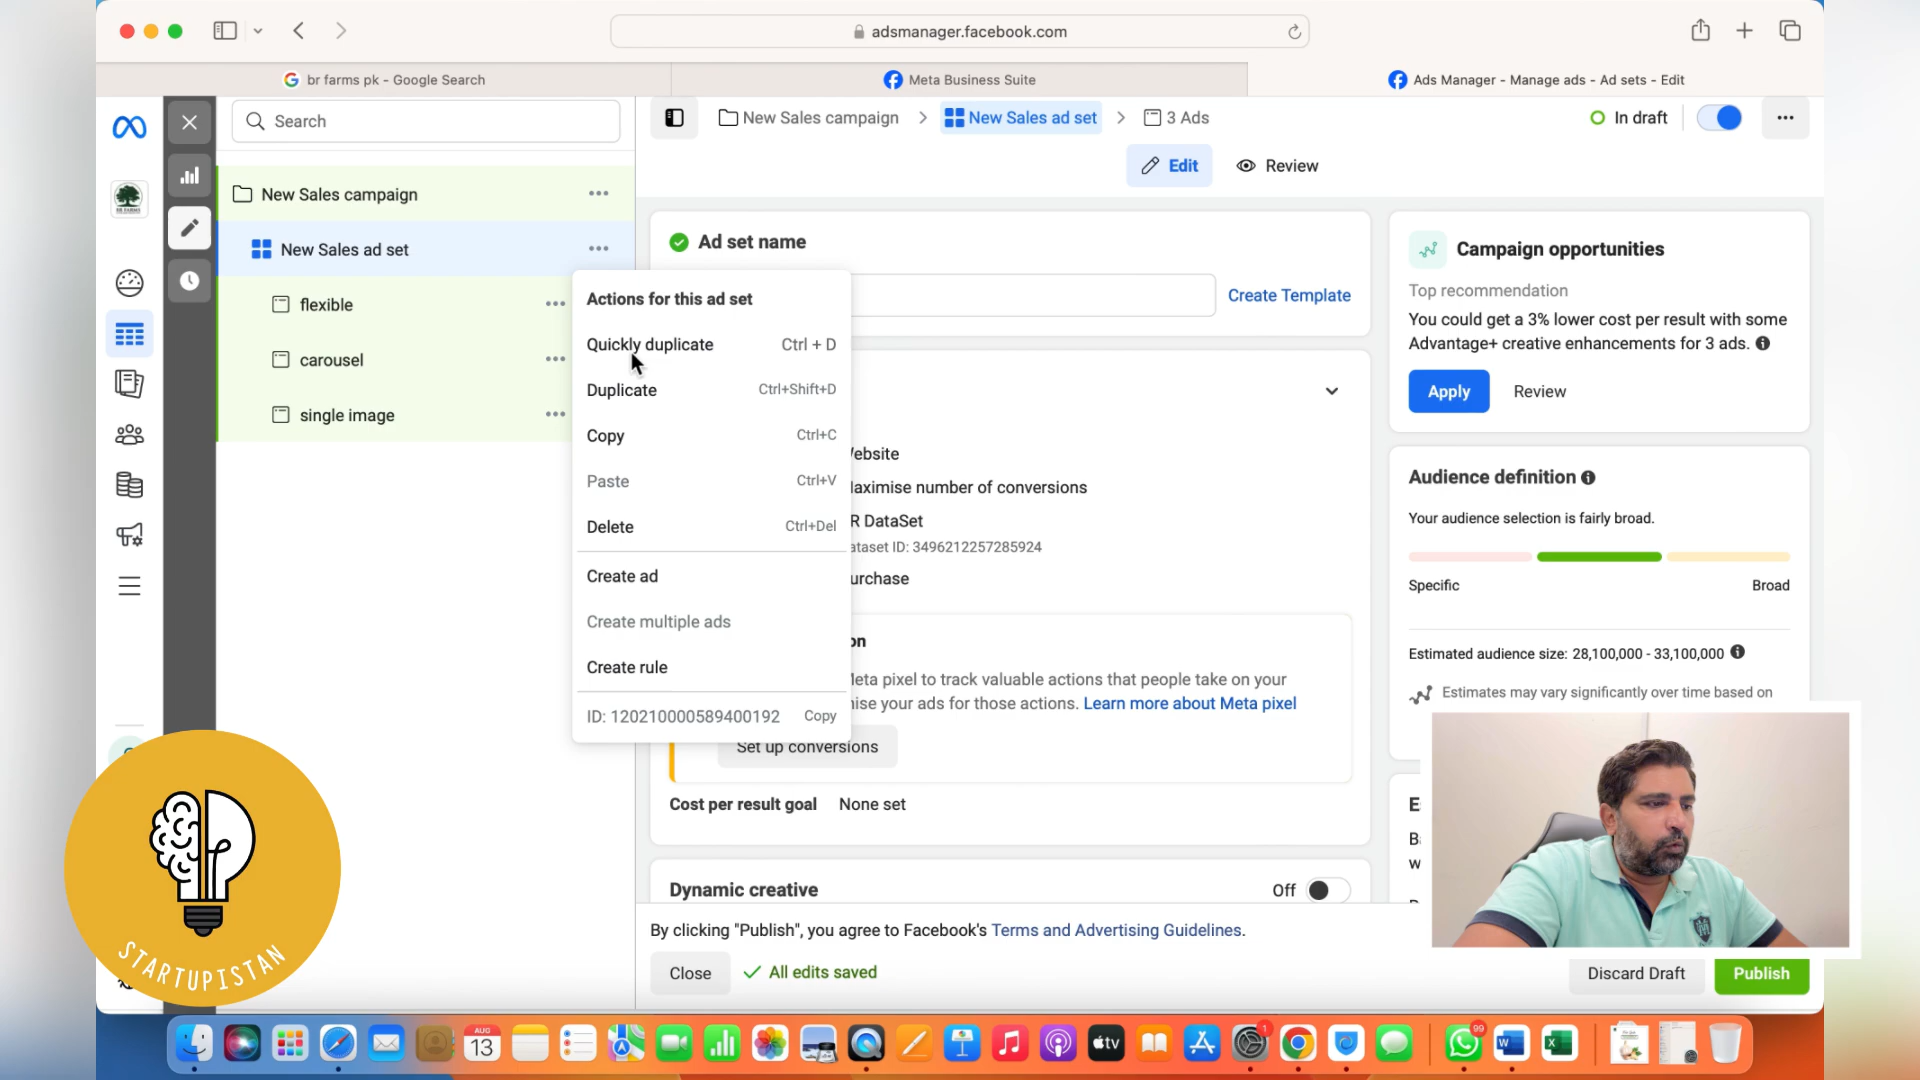 adsmanager.facebook.com
br farms pk - Google Search
Meta Business Suite
Ads Manager - Manage ads - Ad sets - Edit
Search
New Sales campaign
New Sales ad set
flexible
carousel
single image
New Sales campaign
New Sales ad set
3 Ads
In draft
Edit
Review
Ad set name
Create Template
Actions for this ad set
Quickly duplicate Ctrl + D
Duplicate Ctrl+Shift+D
Copy Ctrl+C
Paste Ctrl+V
Delete Ctrl+Del
Create ad
Create multiple ads
Create rule
ID: 120210000589400192 Copy
ebsite
aximise number of conversions
R DataSet
ataset ID: 3496212257285924
urchase
on
eta pixel to track valuable actions that people take on your
ise your ads for those actions. Learn more about Meta pixel
Set up conversions
Cost per result goal None set
Dynamic creative
Off
By clicking "Publish", you agree to Facebook's Terms and Advertising Guidelines.
Close
All edits saved
Discard Draft
Publish
Campaign opportunities
Top recommendation
You could get a 3% lower cost per result with some
Advantage+ creative enhancements for 3 ads.
Apply
Review
Audience definition
Your audience selection is fairly broad.
Specific
Broad
Estimated audience size: 28,100,000 - 33,100,000
Estimates may vary significantly over time based on
STARTUPISTAN
AUG
13
tv
1
99
W
X